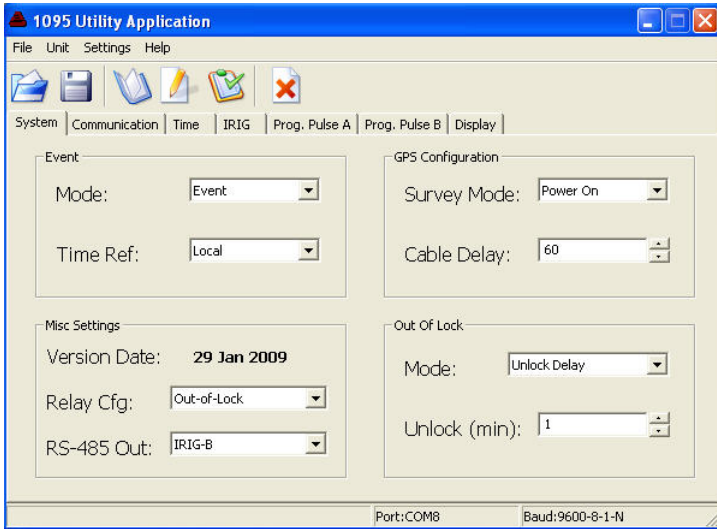 1095 Utility Application
File Unit Settings Help
System Communication Time IRIG Prog. Pulse A Prog. Pulse B Display
Event
Mode: Event
Time Ref: Local
GPS Configuration
Survey Mode: Power On
Cable Delay: 60
Misc Settings
Version Date: 29 Jan 2009
Relay Cfg: Out-of-Lock
RS-485 Out: IRIG-B
Out Of Lock
Mode: Unlock Delay
Unlock (min): 1
Port:COM8 Baud:9600-8-1-N